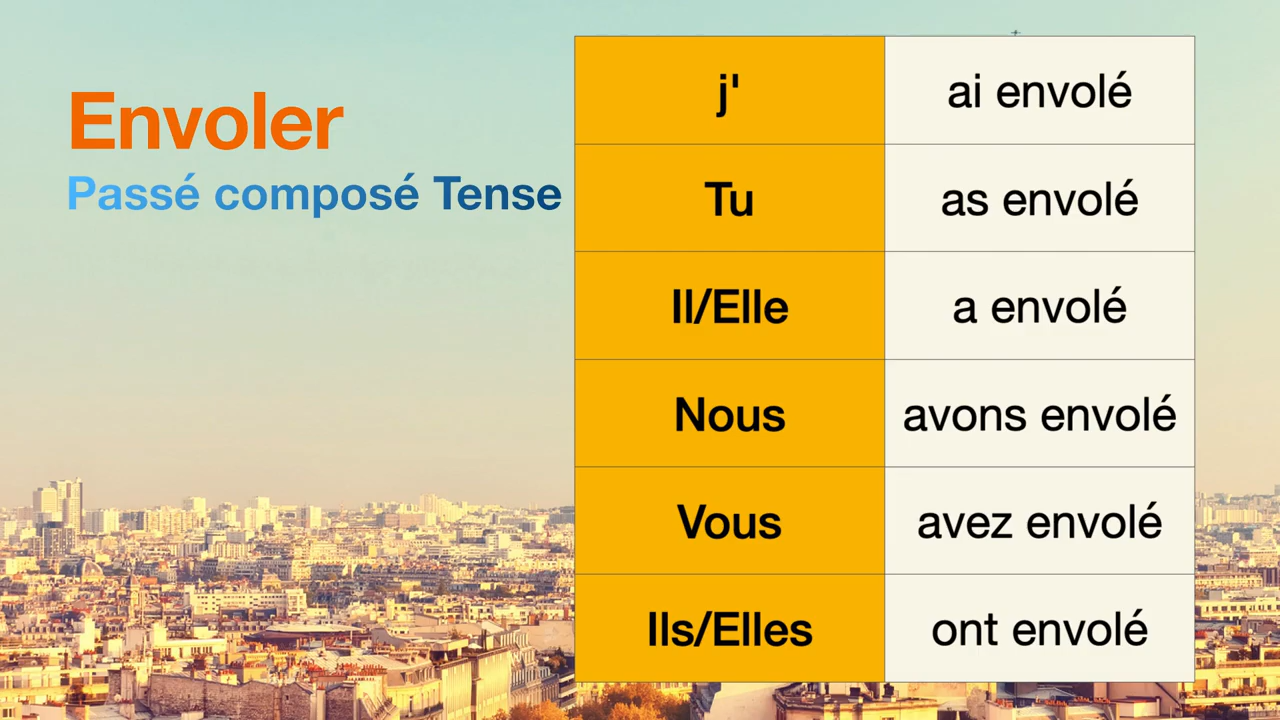 Envoler
Passé composé Tense
j' ai envolé
Tu as envolé
Il/Elle a envolé
Nous avons envolé
Vous avez envolé
Ils/Elles ont envolé